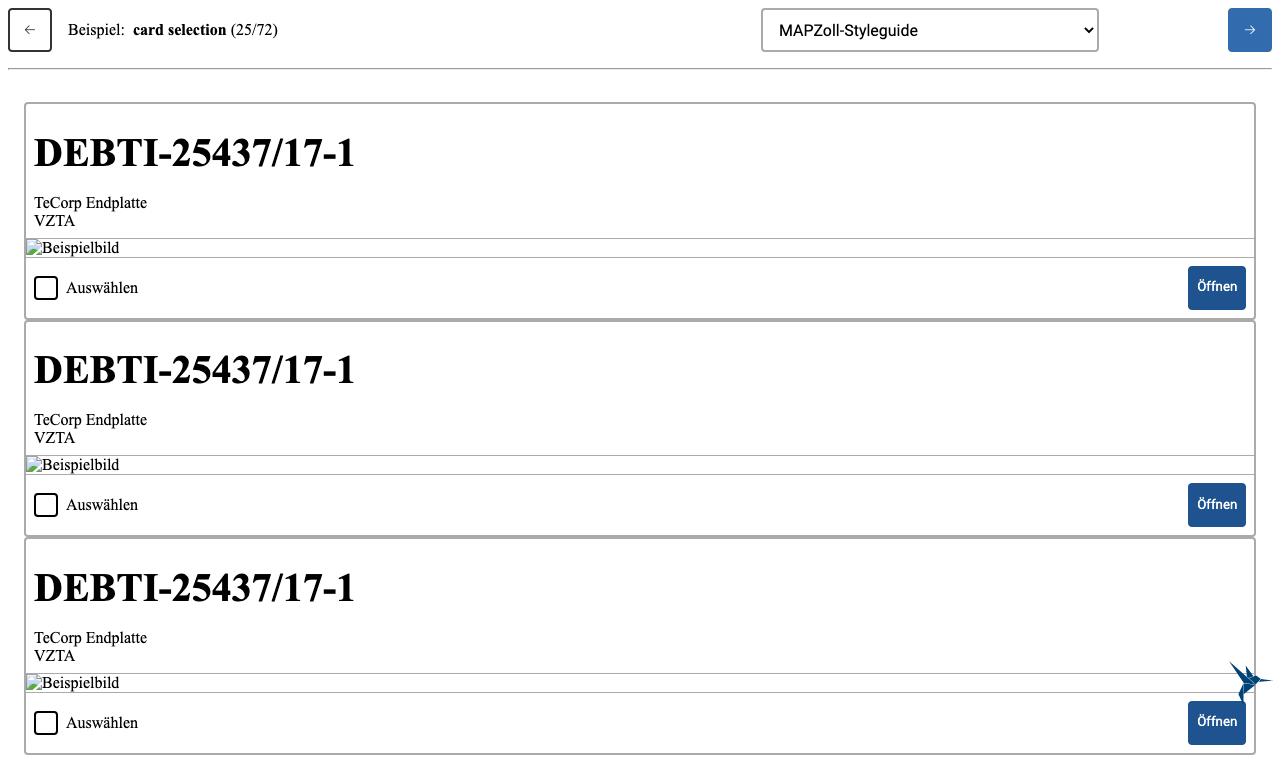 ← Beispiel: card selection (25/72) MAPZoll-Styleguide →
DEBTI-25437/17-1
TeCorp Endplatte
VZTA
Beispielbild
Auswählen Öffnen
DEBTI-25437/17-1
TeCorp Endplatte
VZTA
Beispielbild
Auswählen Öffnen
DEBTI-25437/17-1
TeCorp Endplatte
VZTA
Beispielbild
Auswählen Öffnen